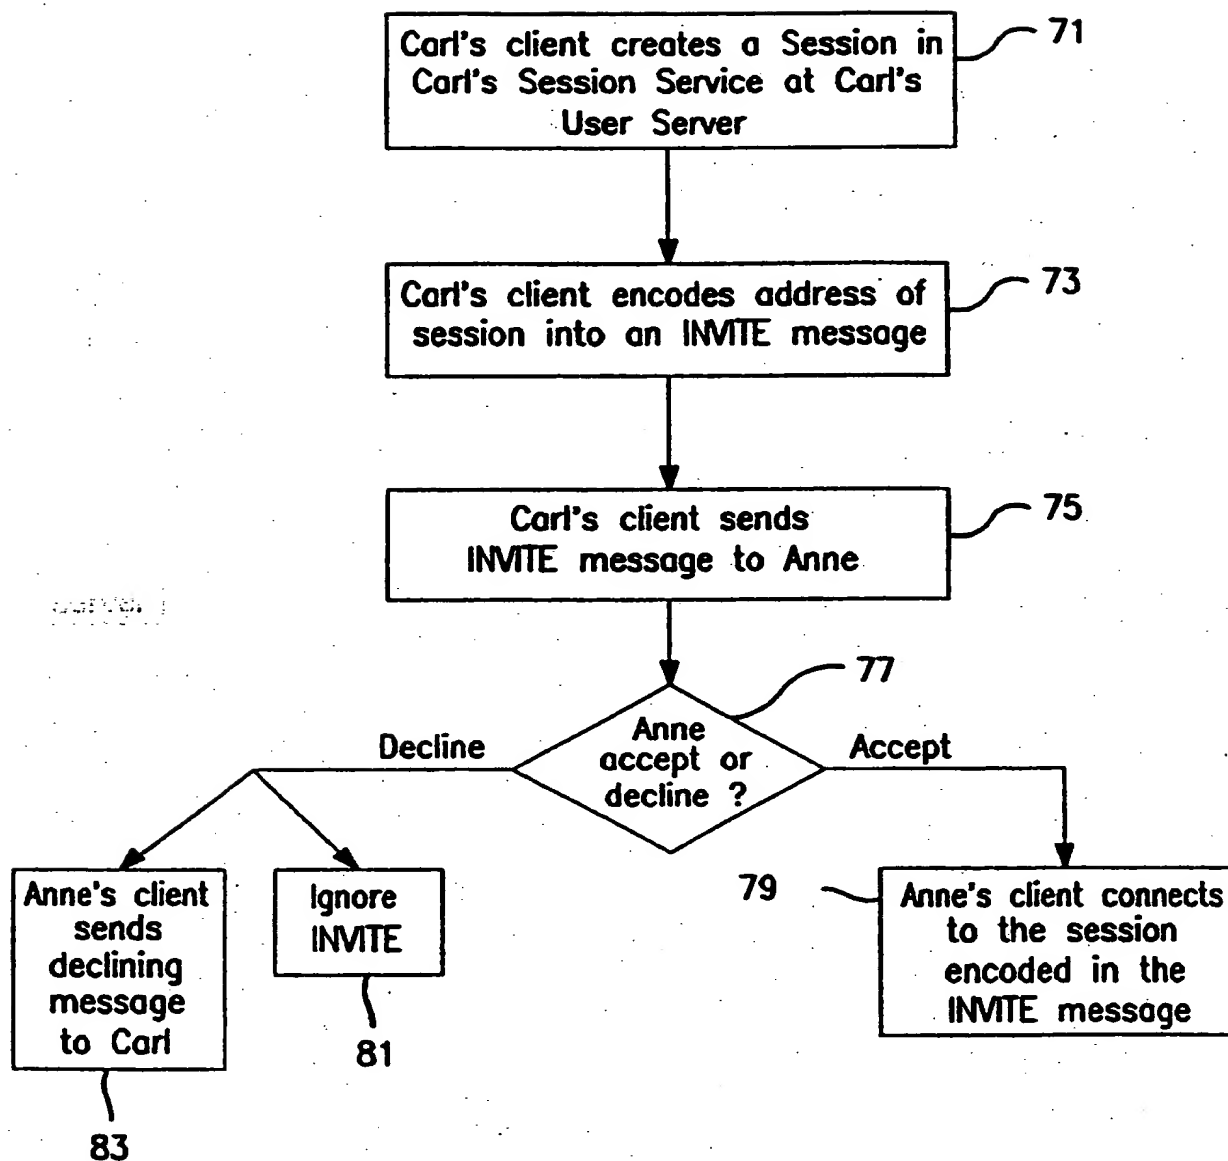 Carl's client creates a Session in
Carl's Session Service at Carl's
User Server
71
Carl's client encodes address of
session into an INVITE message
73
Carl's client sends
INVITE message to Anne
75
77
Anne
accept or
decline ?
Decline
Accept
Anne's client
sends
declining
message
to Carl
83
Ignore
INVITE
81
79
Anne's client connects
to the session
encoded in the
INVITE message